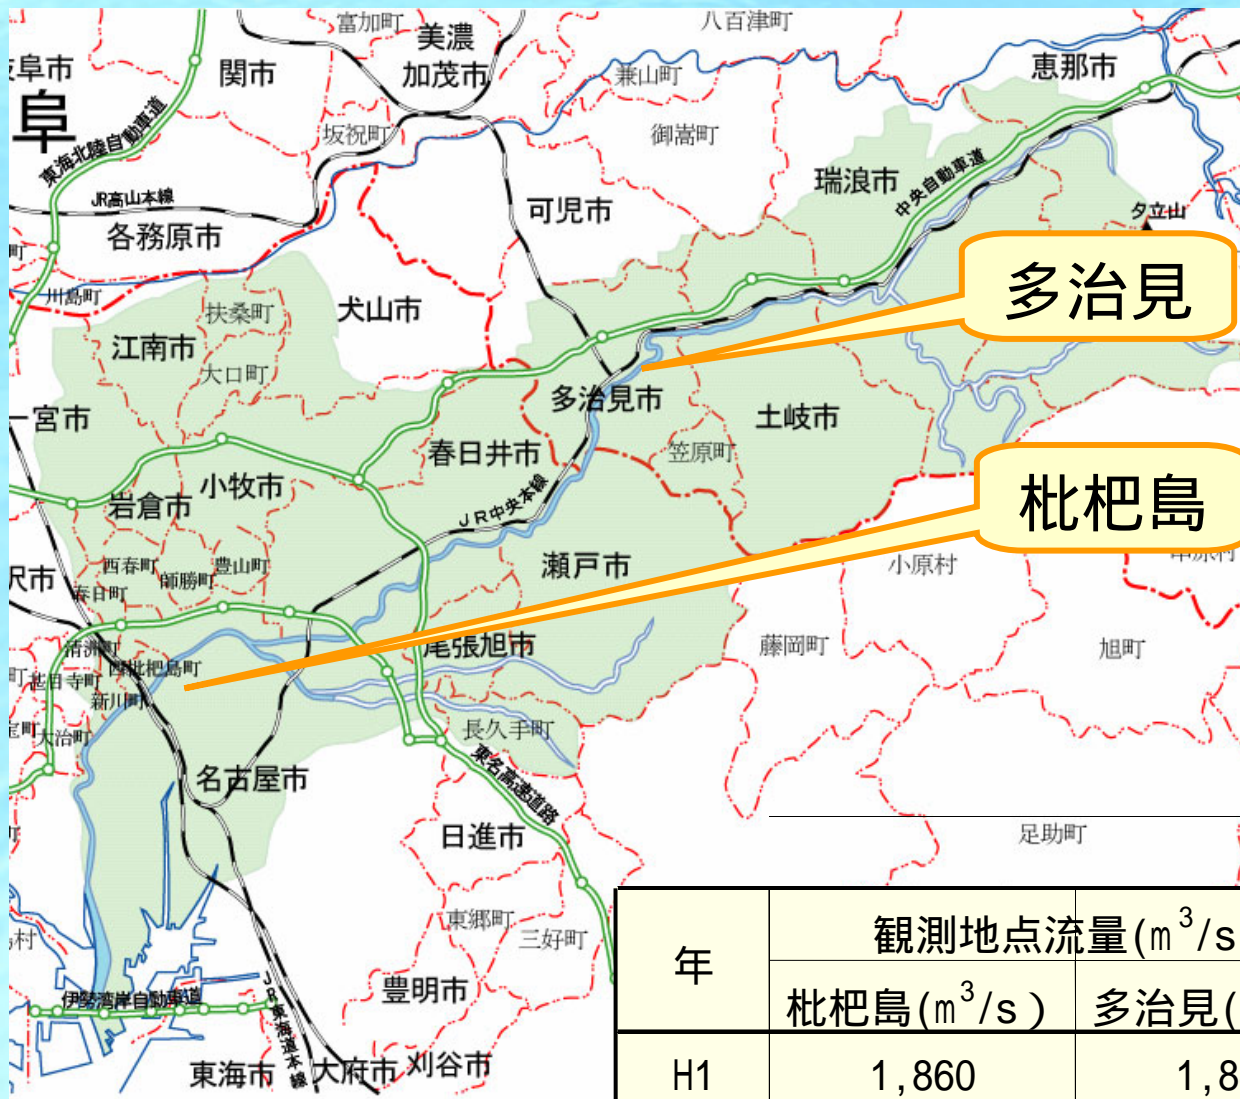 富加町
美濃
加茂市
八百津町
関市
阜市
阜
兼山町
恵那市
坂祝町
御嵩町
東海北陸自動車道
瑞浪市
中央自動車道
JR高山本線
可児市
夕立山
各務原市
町
川島町
扶桑町
犬山市
多治見
江南市
大口町
多治見市
土岐市
一宮市
春日井市
笠原町
小牧市
岩倉市
JR中央本線
枇杷島
西春町
師勝町
豊山町
瀬戸市
小原村
串原村
沢市
春日町
清洲町
西枇杷島町
尾張旭市
藤岡町
旭町
町
甚目寺町
新川町
大治町
長久手町
名古屋市
東名高速道路
日進市
足助町
町
東郷町
三好町
村
豊明市
伊勢湾岸自動車道
JR東海道本線
東海市
大府市
刈谷市
年
観測地点流量(m³/s
枇杷島(m³/s)
多治見(
H1
1,860
1,8